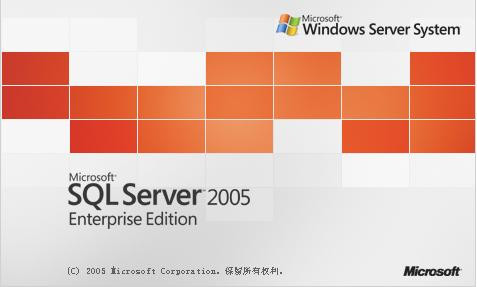 Microsoft®
Windows Server System
Microsoft®
SQL Server™ 2005
Enterprise Edition
(C) 2005 Microsoft Corporation。保留所有权利。
Microsoft